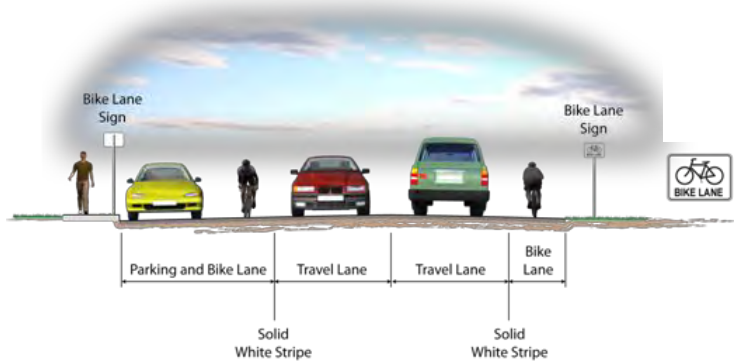 Bike Lane
Sign
Bike Lane
Sign
BIKE LANE
Parking and Bike Lane
Travel Lane
Travel Lane
Bike
Lane
Solid
White Stripe
Solid
White Stripe